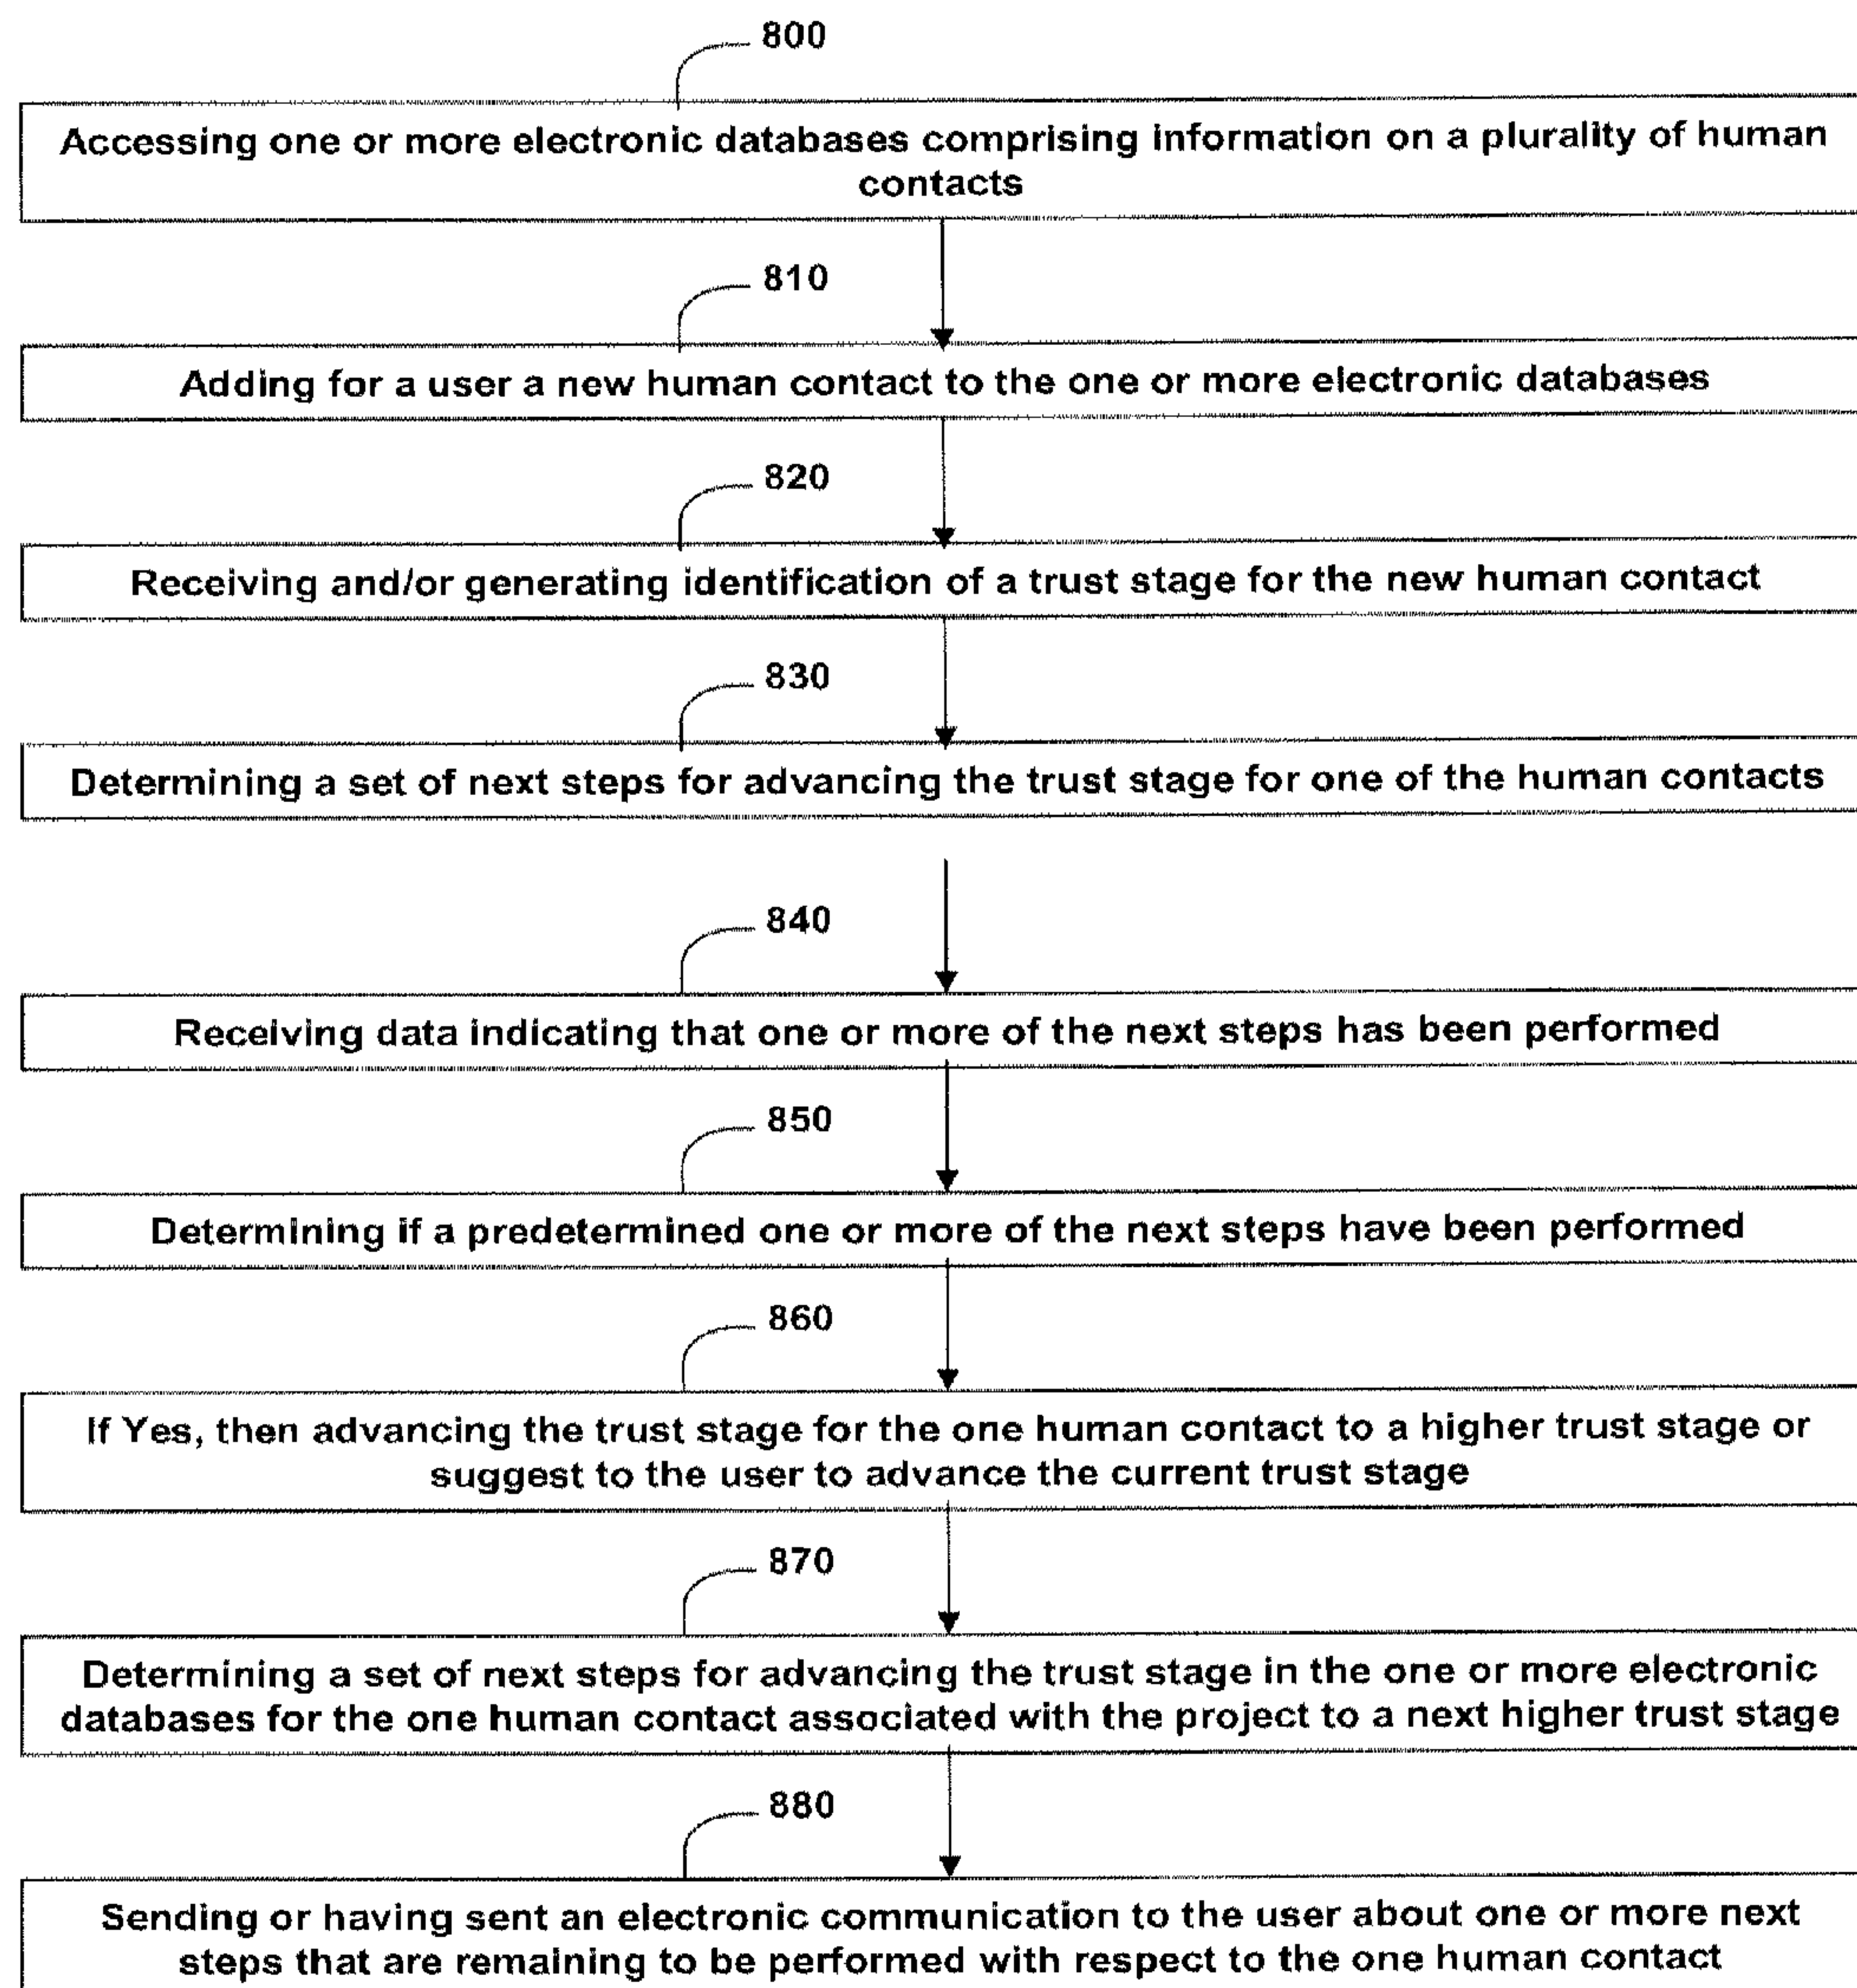 800
Accessing one or more electronic databases comprising information on a plurality of human
contacts
810
Adding for a user a new human contact to the one or more electronic databases
820
Receiving and/or generating identification of a trust stage for the new human contact
830
Determining a set of next steps for advancing the trust stage for one of the human contacts
840
Receiving data indicating that one or more of the next steps has been performed
850
Determining if a predetermined one or more of the next steps have been performed
860
If Yes, then advancing the trust stage for the one human contact to a higher trust stage or
suggest to the user to advance the current trust stage
870
Determining a set of next steps for advancing the trust stage in the one or more electronic
databases for the one human contact associated with the project to a next higher trust stage
880
Sending or having sent an electronic communication to the user about one or more next
steps that are remaining to be performed with respect to the one human contact